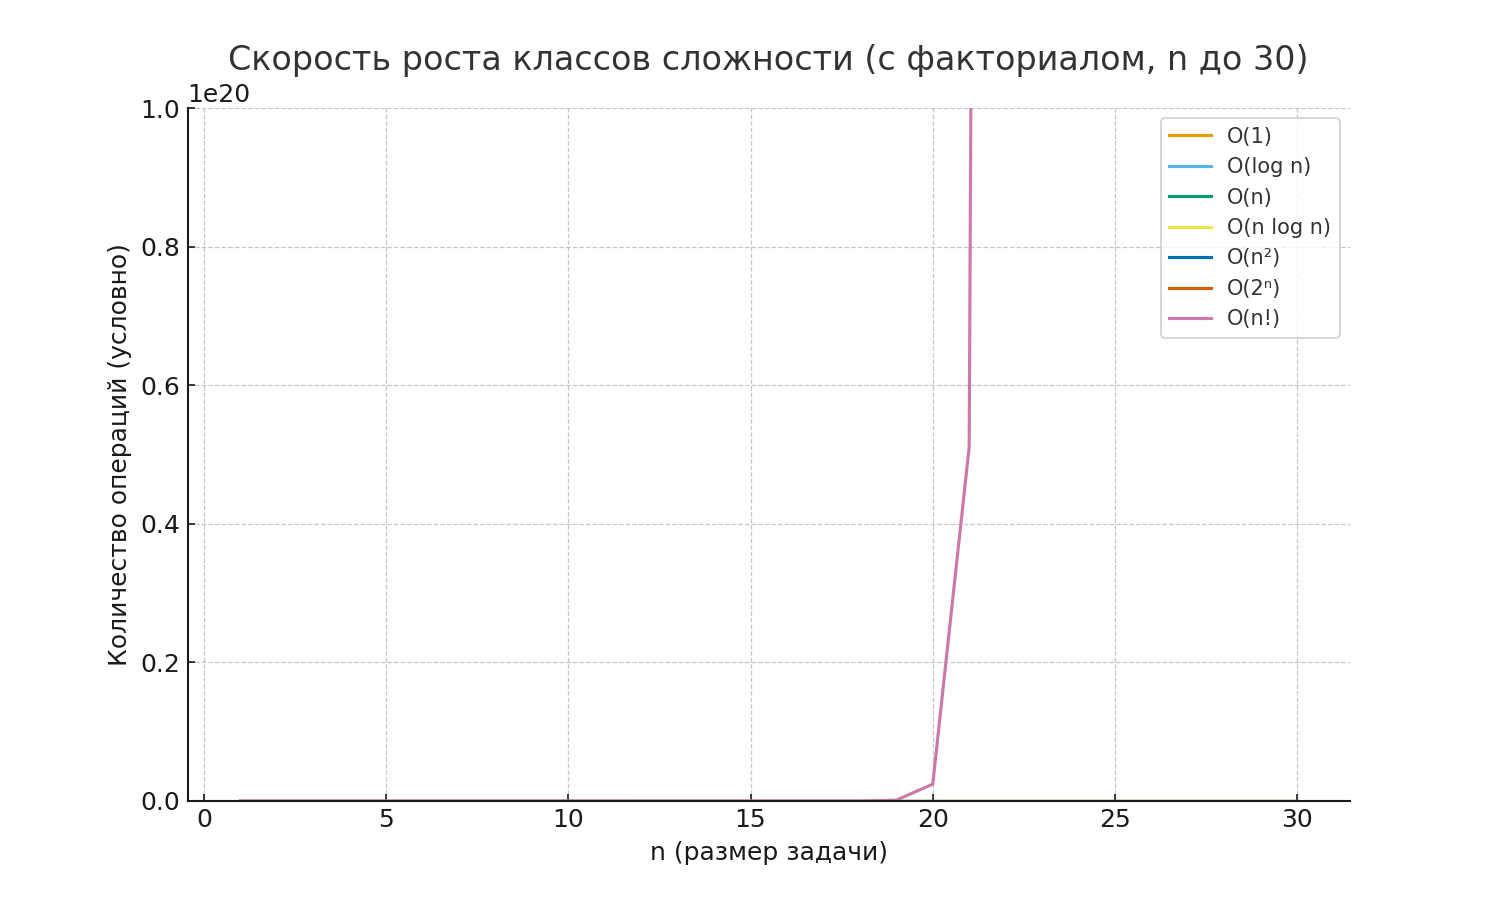 Скорость роста классов сложности (с факториалом, n до 30)
1e20
1.0
0.8
0.6
0.4
0.2
0.0
Количество операций (условно)
O(1)
O(log n)
O(n)
O(n log n)
O(n²)
O(2ⁿ)
O(n!)
0 5 10 15 20 25 30
n (размер задачи)